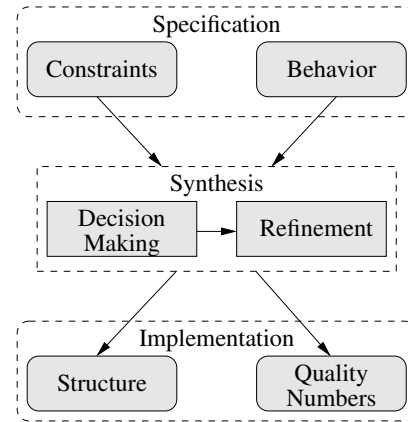 Specification
Constraints
Behavior
Synthesis
Decision
Making
Refinement
Implementation
Structure
Quality
Numbers